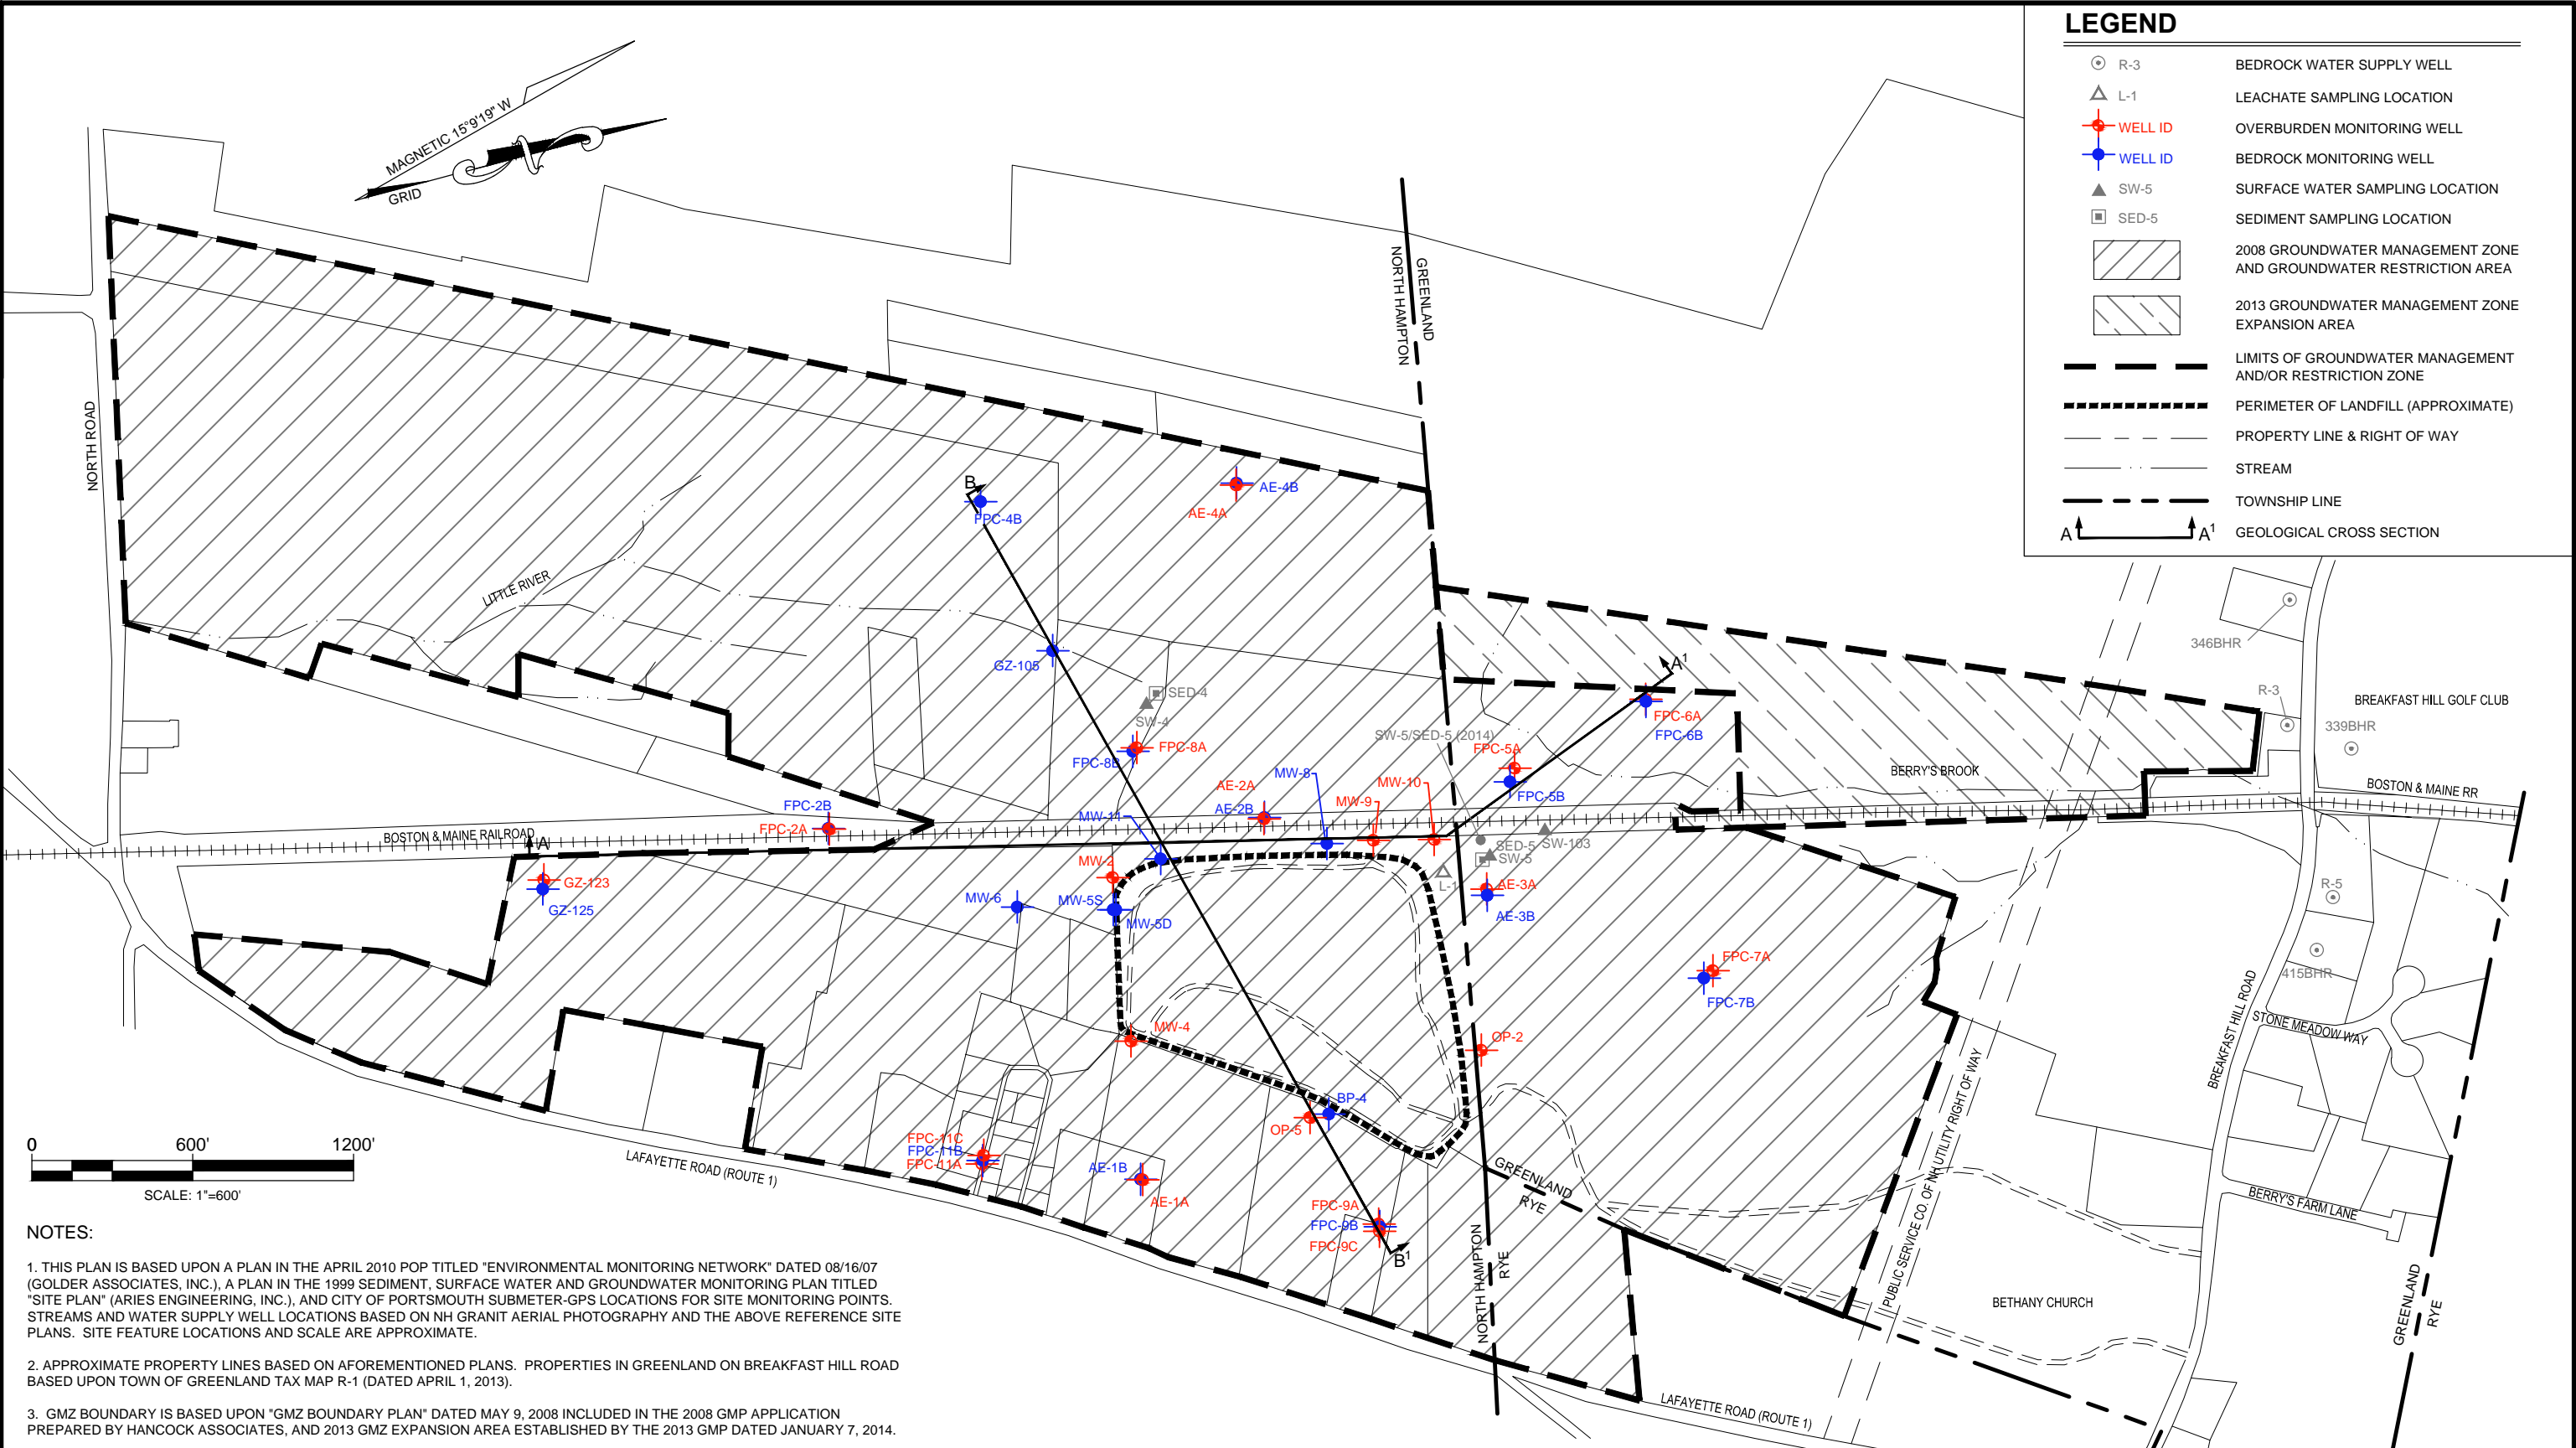 LEGEND
R-3 BEDROCK WATER SUPPLY WELL
L-1 LEACHATE SAMPLING LOCATION
WELL ID OVERBURDEN MONITORING WELL
WELL ID BEDROCK MONITORING WELL
SW-5 SURFACE WATER SAMPLING LOCATION
SED-5 SEDIMENT SAMPLING LOCATION
2008 GROUNDWATER MANAGEMENT ZONE
AND GROUNDWATER RESTRICTION AREA
2013 GROUNDWATER MANAGEMENT ZONE
EXPANSION AREA
LIMITS OF GROUNDWATER MANAGEMENT
AND/OR RESTRICTION ZONE
PERIMETER OF LANDFILL (APPROXIMATE)
PROPERTY LINE & RIGHT OF WAY
STREAM
TOWNSHIP LINE
A A1 GEOLOGICAL CROSS SECTION
MAGNETIC 15°9'19" W
GRID
N
NORTH ROAD
NORTH HAMPTON
GREENLAND
B
FPC-4B
AE-4B
AE-4A
LITTLE RIVER
GZ-105
SED-4
SW-4
FPC-8A
FPC-8B
A1
FPC-6A
FPC-6B
SW-5/SED-5 (2014)
FPC-5A
FPC-5B
346BHR
R-3
BREAKFAST HILL GOLF CLUB
339BHR
BERRY'S BROOK
BOSTON & MAINE RR
MW-8
MW-10
AE-2A
AE-2B
MW-9
MW-11
FPC-2B
FPC-2A
BOSTON & MAINE RAILROAD
A
SW-103
SED-5
SW-5
L-1
MW-2
GZ-123
GZ-125
MW-6
MW-5S
MW-5D
AE-3A
AE-3B
R-5
415BHR
FPC-7A
FPC-7B
MW-4
OP-2
BREAKFAST HILL ROAD
STONE MEADOW WAY
BP-4
OP-5
FPC-11C
FPC-11B
FPC-11A
AE-1B
AE-1A
LAFAYETTE ROAD (ROUTE 1)
GREENLAND
RYE
PUBLIC SERVICE CO. OF NH UTILITY RIGHT OF WAY
BERRY'S FARM LANE
FPC-9A
FPC-9B
FPC-9C
B1
NORTH HAMPTON
RYE
BETHANY CHURCH
GREENLAND
RYE
LAFAYETTE ROAD (ROUTE 1)
0 600' 1200'
SCALE: 1"=600'
NOTES:
1. THIS PLAN IS BASED UPON A PLAN IN THE APRIL 2010 POP TITLED "ENVIRONMENTAL MONITORING NETWORK" DATED 08/16/07
(GOLDER ASSOCIATES, INC.), A PLAN IN THE 1999 SEDIMENT, SURFACE WATER AND GROUNDWATER MONITORING PLAN TITLED
"SITE PLAN" (ARIES ENGINEERING, INC.), AND CITY OF PORTSMOUTH SUBMETER-GPS LOCATIONS FOR SITE MONITORING POINTS.
STREAMS AND WATER SUPPLY WELL LOCATIONS BASED ON NH GRANIT AERIAL PHOTOGRAPHY AND THE ABOVE REFERENCE SITE
PLANS. SITE FEATURE LOCATIONS AND SCALE ARE APPROXIMATE.
2. APPROXIMATE PROPERTY LINES BASED ON AFOREMENTIONED PLANS. PROPERTIES IN GREENLAND ON BREAKFAST HILL ROAD
BASED UPON TOWN OF GREENLAND TAX MAP R-1 (DATED APRIL 1, 2013).
3. GMZ BOUNDARY IS BASED UPON "GMZ BOUNDARY PLAN" DATED MAY 9, 2008 INCLUDED IN THE 2008 GMP APPLICATION
PREPARED BY HANCOCK ASSOCIATES, AND 2013 GMZ EXPANSION AREA ESTABLISHED BY THE 2013 GMP DATED JANUARY 7, 2014.